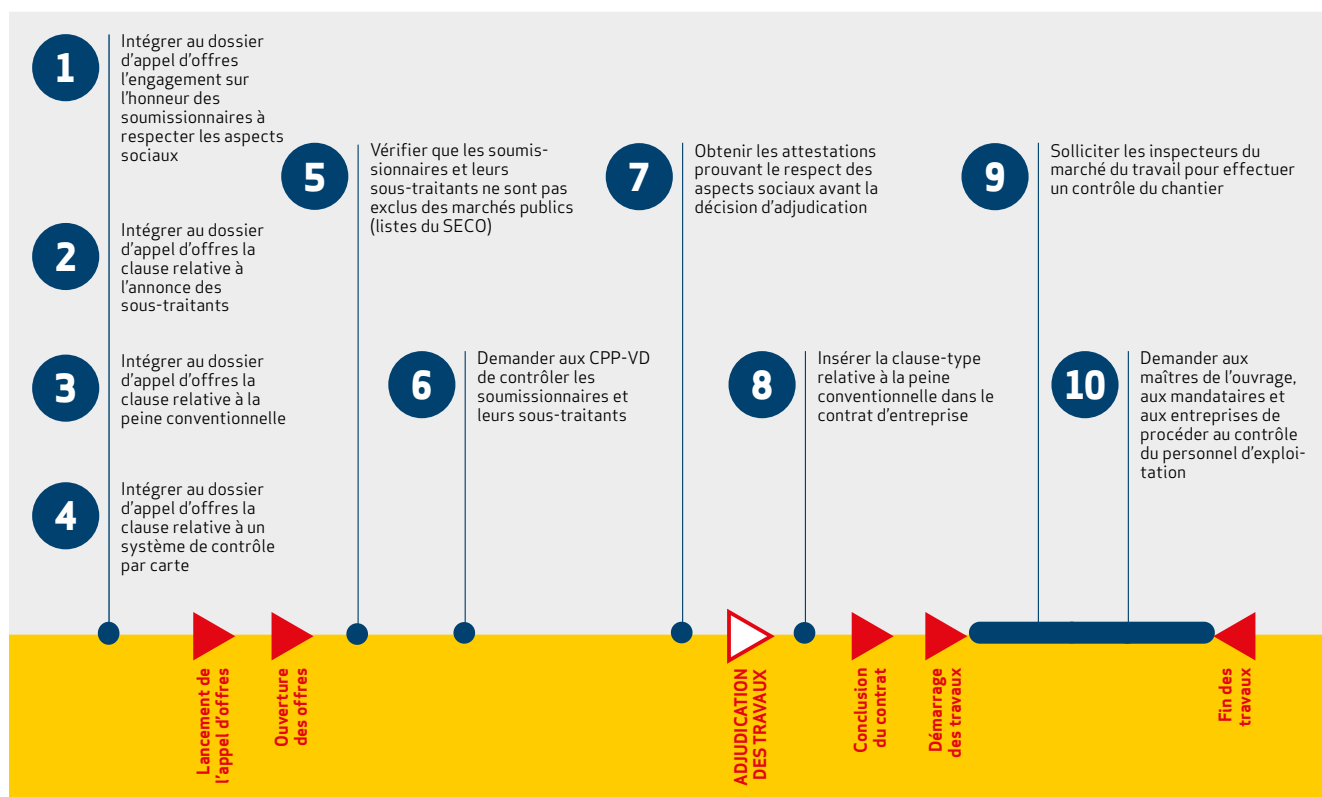 1
Intégrer au dossier
d'appel d'offres
l'engagement sur
l'honneur des
soumissionnaires à
respecter les aspects
sociaux
2
Intégrer au dossier
d'appel d'offres la
clause relative à
l'annonce des
sous-traitants
3
Intégrer au dossier
d'appel d'offres la
clause relative à la
peine conventionnelle
4
Intégrer au dossier
d'appel d'offres la
clause relative à un
système de contrôle
par carte
5
Vérifier que les soumis-
sionnaires et leurs
sous-traitants ne sont pas
exclus des marchés publics
(listes du SECO)
6
Demander aux CPP-VD
de contrôler les
soumissionnaires et
leurs sous-traitants
7
Obtenir les attestations
prouvant le respect des
aspects sociaux avant la
décision d'adjudication
8
Insérer la clause-type
relative à la peine
conventionnelle dans le
contrat d'entreprise
9
Solliciter les inspecteurs du
marché du travail pour effectuer
un contrôle du chantier
10
Demander aux
maîtres de l'ouvrage,
aux mandataires et
aux entreprises de
procéder au contrôle
du personnel d'exploi-
tation
Lancement de
l'appel d'offres
Ouverture
des offres
ADJUDICATION
DES TRAVAUX
Conclusion
du contrat
Démarrage
des travaux
Fin des
travaux